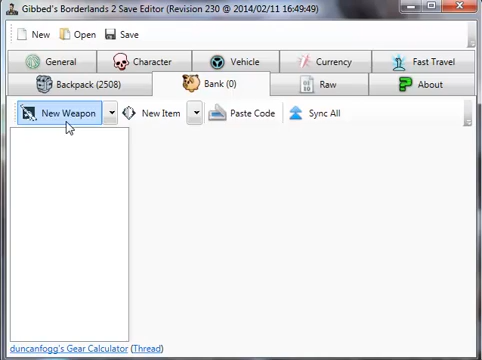 Gibbed's Borderlands 2 Save Editor (Revision 230 @ 2014/02/11 16:49:49)
New Open Save
General Character Vehicle Currency Fast Travel
Backpack (2508) Bank (0) Raw About
New Weapon New Item Paste Code Sync All
duncanfogg's Gear Calculator (Thread)